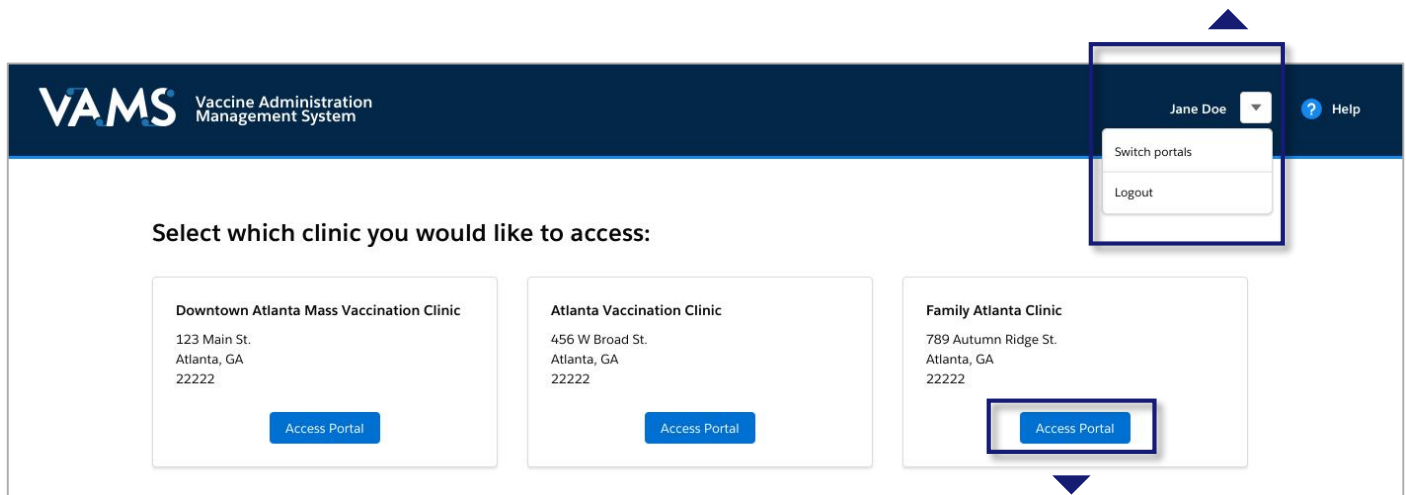 VAMS
Vaccine Administration
Management System
Jane Doe
? Help
Switch portals
Logout
Select which clinic you would like to access:
Downtown Atlanta Mass Vaccination Clinic
123 Main St.
Atlanta, GA
22222
Access Portal
Atlanta Vaccination Clinic
456 W Broad St.
Atlanta, GA
22222
Access Portal
Family Atlanta Clinic
789 Autumn Ridge St.
Atlanta, GA
22222
Access Portal